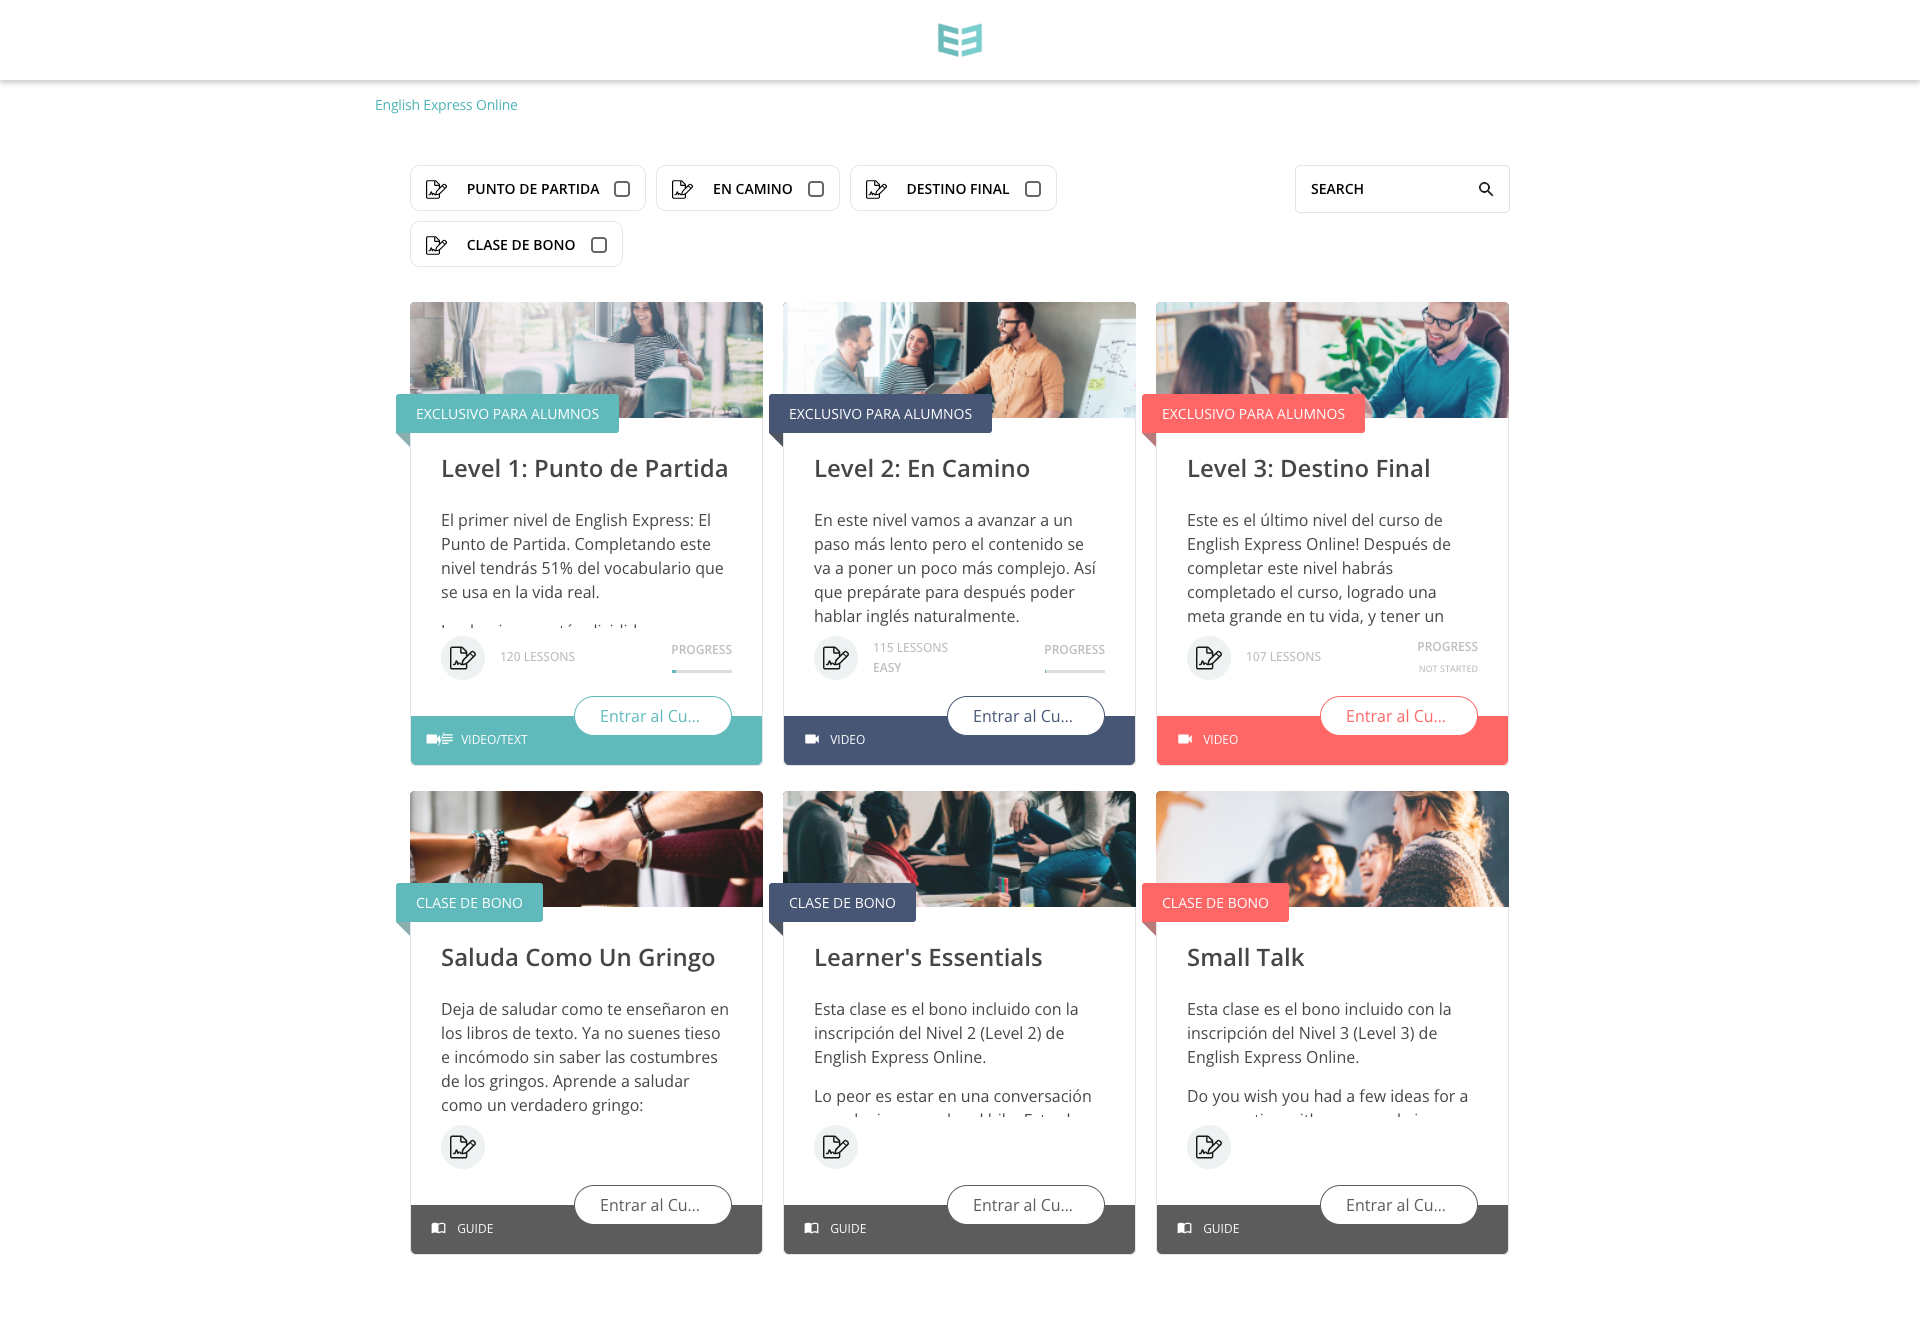 English Express Online
PUNTO DE PARTIDA
EN CAMINO
DESTINO FINAL
SEARCH
CLASE DE BONO
EXCLUSIVO PARA ALUMNOS
Level 1: Punto de Partida
El primer nivel de English Express: El
Punto de Partida. Completando este
nivel tendrás 51% del vocabulario que
se usa en la vida real.
120 LESSONS
PROGRESS
Entrar al Cu...
VIDEO/TEXT
EXCLUSIVO PARA ALUMNOS
Level 2: En Camino
En este nivel vamos a avanzar a un
paso más lento pero el contenido se
va a poner un poco más complejo. Así
que prepárate para después poder
hablar inglés naturalmente.
115 LESSONS
EASY
PROGRESS
Entrar al Cu...
VIDEO
EXCLUSIVO PARA ALUMNOS
Level 3: Destino Final
Este es el último nivel del curso de
English Express Online! Después de
completar este nivel habrás
completado el curso, logrado una
meta grande en tu vida, y tener un
107 LESSONS
PROGRESS
NOT STARTED
Entrar al Cu...
VIDEO
CLASE DE BONO
Saluda Como Un Gringo
Deja de saludar como te enseñaron en
los libros de texto. Ya no suenes tieso
e incómodo sin saber las costumbres
de los gringos. Aprende a saludar
como un verdadero gringo:
Entrar al Cu...
GUIDE
CLASE DE BONO
Learner's Essentials
Esta clase es el bono incluido con la
inscripción del Nivel 2 (Level 2) de
English Express Online.
Lo peor es estar en una conversación
Entrar al Cu...
GUIDE
CLASE DE BONO
Small Talk
Esta clase es el bono incluido con la
inscripción del Nivel 3 (Level 3) de
English Express Online.
Do you wish you had a few ideas for a
Entrar al Cu...
GUIDE